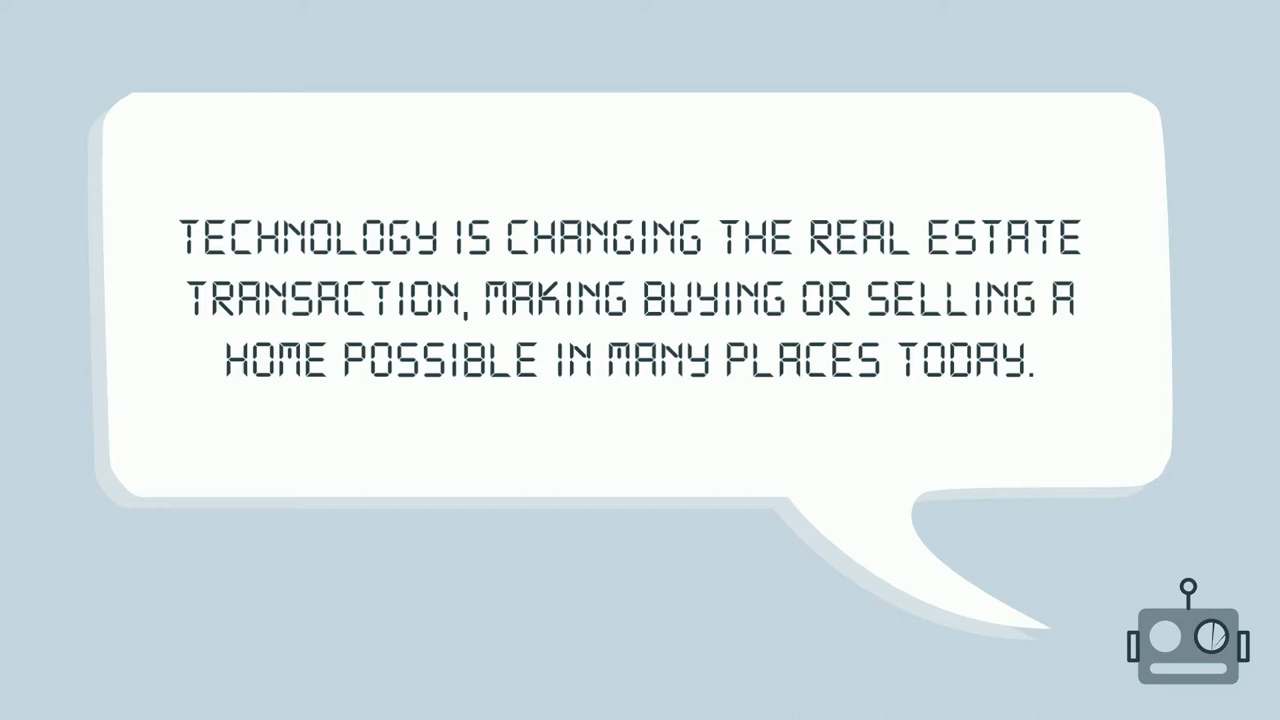 TECHNOLOGY IS CHANGING THE REAL ESTATE
TRANSACTION, MAKING BUYING OR SELLING A
HOME POSSIBLE IN MANY PLACES TODAY.